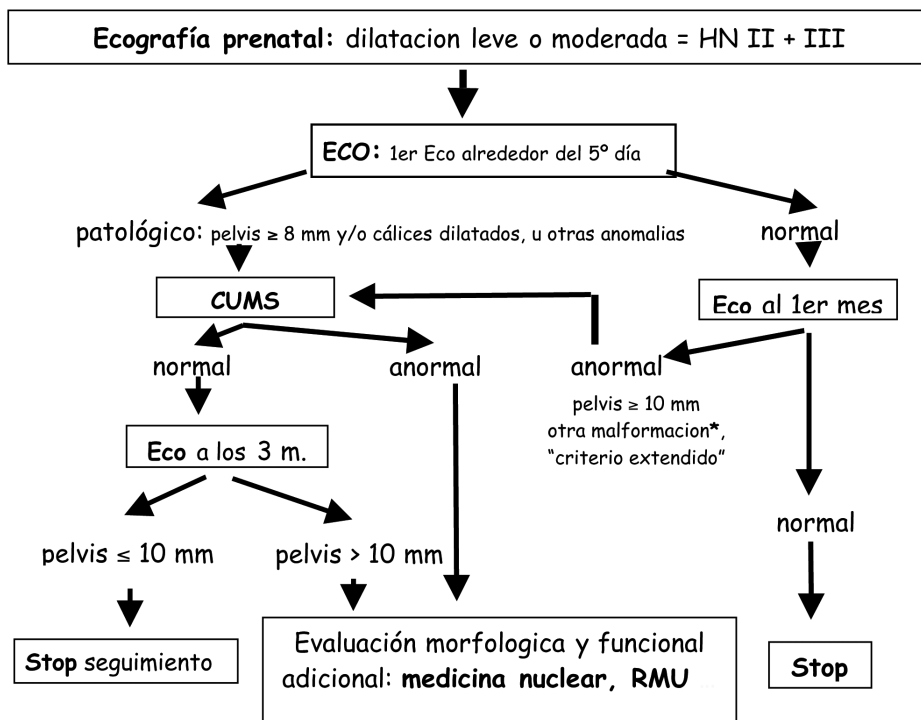 Ecografía prenatal: dilatacion leve o moderada = HN II + III
ECO: 1er Eco alrededor del 5º día
patológico: pelvis ≥ 8 mm y/o cálices dilatados, u otras anomalias
normal
CUMS
Eco al 1er mes
normal
anormal
anormal
pelvis ≥ 10 mm
otra malformacion*,
“criterio extendido”
Eco a los 3 m.
normal
pelvis ≤ 10 mm
pelvis > 10 mm
Stop seguimiento
Evaluación morfologica y funcional
adicional: medicina nuclear, RMU
Stop